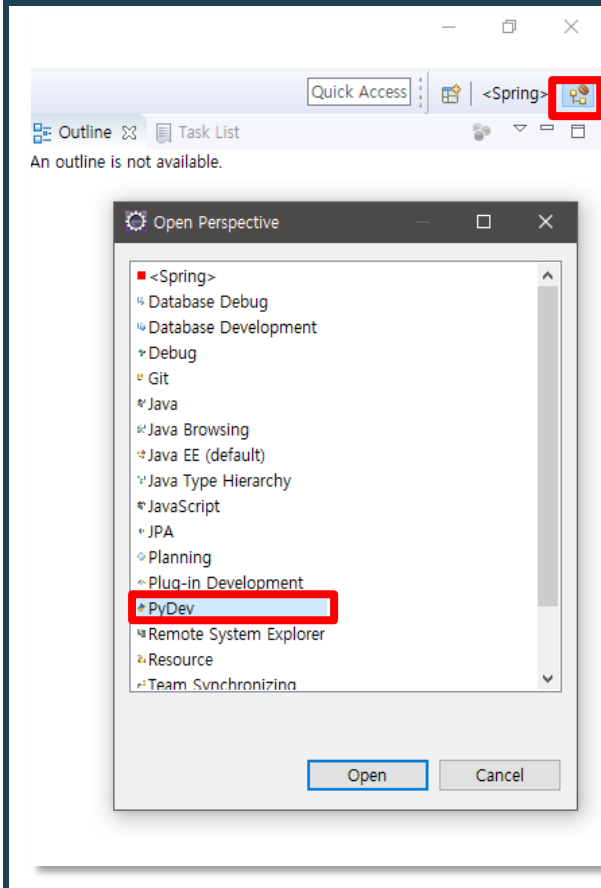 Quick Access
<Spring>
Outline
Task List
An outline is not available.
Open Perspective
<Spring>
Database Debug
Database Development
Debug
Git
Java
Java Browsing
Java EE (default)
Java Type Hierarchy
JavaScript
JPA
Planning
Plug-in Development
PyDev
Remote System Explorer
Resource
Team Synchronizing
Open
Cancel